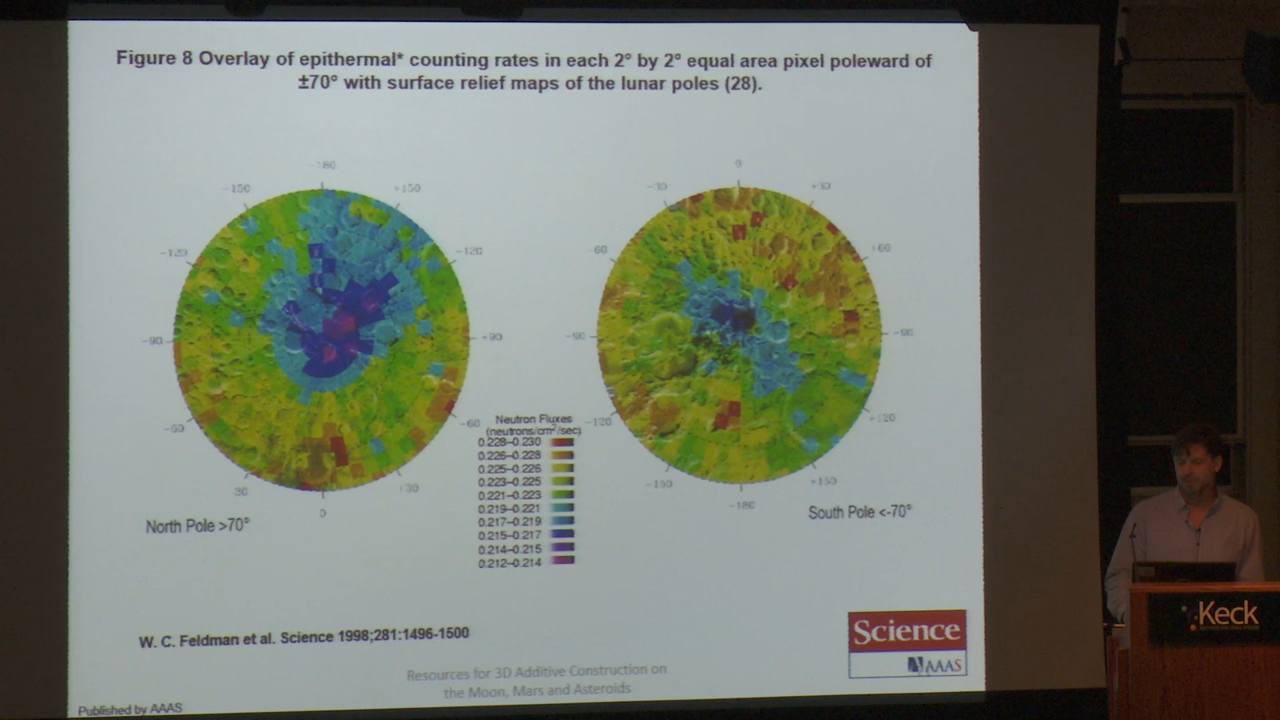 Figure 8 Overlay of epithermal* counting rates in each 2° by 2° equal area pixel poleward of
±70° with surface relief maps of the lunar poles (28).
-180
-150
+150
-120
-120
-90
+90
-60
-60
30
+30
0
North Pole >70°
0
-30
+30
-60
+60
-90
-90
-120
+120
-150
+150
-180
South Pole <-70°
Neutron Fluxes
(neutrons/cm²/sec)
0.228–0.230
0.226–0.228
0.225–0.226
0.223–0.225
0.221–0.223
0.219–0.221
0.217–0.219
0.215–0.217
0.214–0.215
0.212–0.214
W. C. Feldman et al. Science 1998;281:1496-1500
Science
AAAS
Resources for 3D Additive Construction on
the Moon, Mars and Asteroids
Published by AAAS
Keck